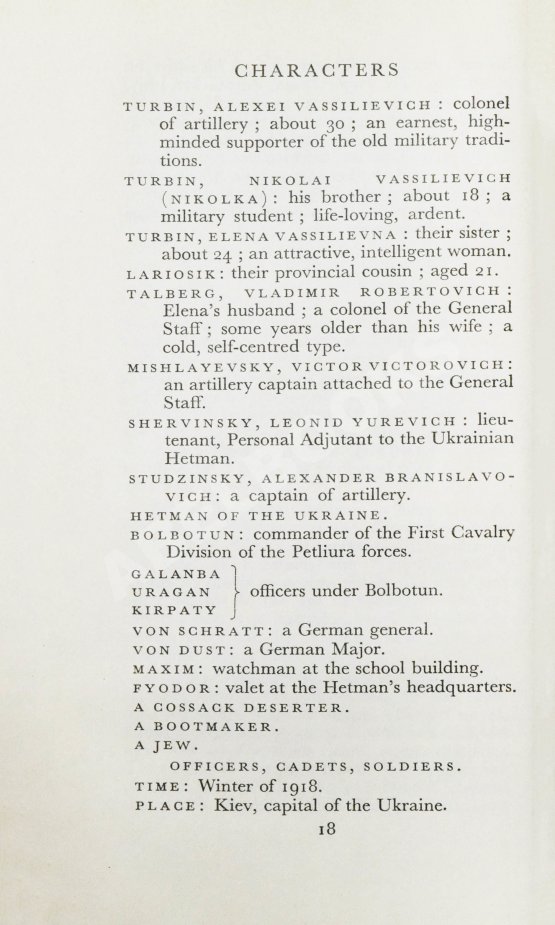 CHARACTERS
TURBIN, ALEXEI VASSILIEVICH : colonel
of artillery ; about 30 ; an earnest, high-
minded supporter of the old military tradi-
tions.
TURBIN, NIKOLAI VASSILIEVICH
(NIKOLKA) : his brother ; about 18 ; a
military student ; life-loving, ardent.
TURBIN, ELENA VASSILIEVNA : their sister ;
about 24 ; an attractive, intelligent woman.
LARIOSIK : their provincial cousin ; aged 21.
TALBERG, VLADIMIR ROBERTOVICH :
Elena's husband ; a colonel of the General
Staff ; some years older than his wife ; a
cold, self-centred type.
MISHLAYEVSKY, VICTOR VICTOROVICH :
an artillery captain attached to the General
Staff.
SHERVINSKY, LEONID YUREVICH : lieu-
tenant, Personal Adjutant to the Ukrainian
Hetman.
STUDZINSKY, ALEXANDER BRANISLAVO-
VICH : a captain of artillery.
HETMAN OF THE UKRAINE.
BOLBOTUN : commander of the First Cavalry
Division of the Petliura forces.
GALANBA
URAGAN } officers under Bolbotun.
KIRPATY
VON SCHRATT : a German general.
VON DUST : a German Major.
MAXIM : watchman at the school building.
FYODOR : valet at the Hetman's headquarters.
A COSSACK DESERTER.
A BOOTMAKER.
A JEW.
OFFICERS, CADETS, SOLDIERS.
TIME : Winter of 1918.
PLACE : Kiev, capital of the Ukraine.
18